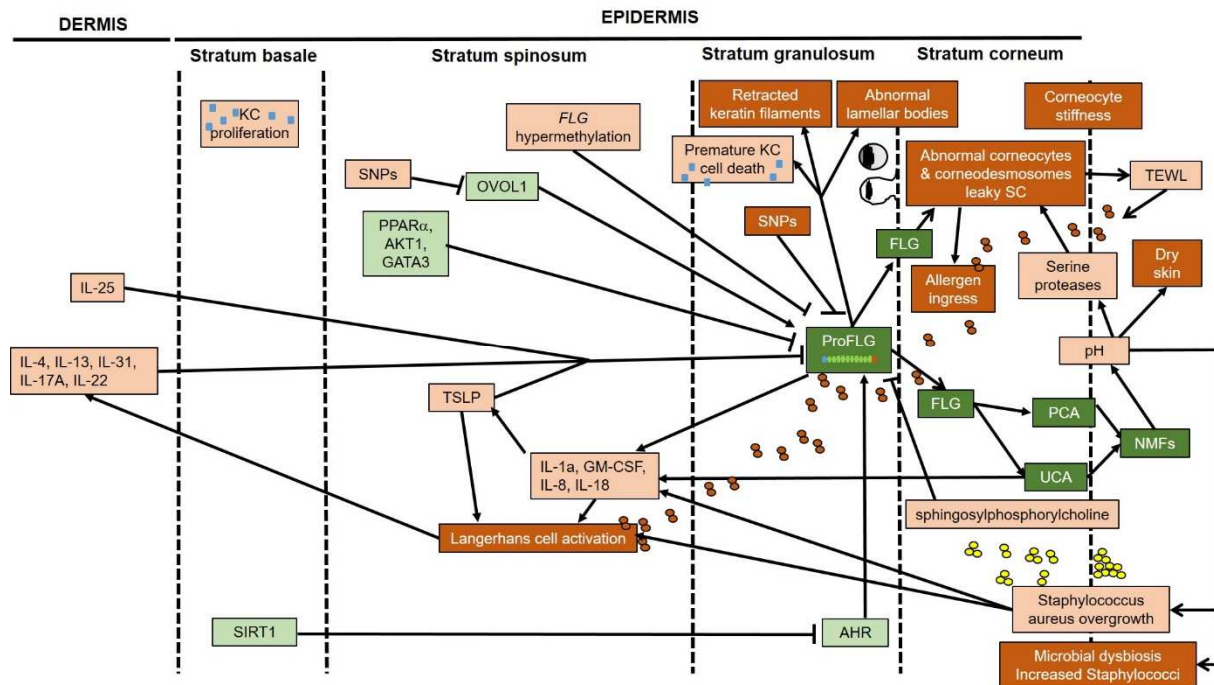 DERMIS
EPIDERMIS
Stratum basale
Stratum spinosum
Stratum granulosum
Stratum corneum
KC
proliferation
FLG
hypermethylation
Retracted
keratin filaments
Abnormal
lamellar bodies
Corneocyte
stiffness
Premature KC
cell death
Abnormal corneocytes
& corneodesmosomes
leaky SC
TEWL
SNPs
OVOL1
SNPs
PPARα,
AKT1,
GATA3
FLG
Allergen
ingress
Serine
proteases
Dry
skin
IL-25
ProFLG
pH
IL-4, IL-13, IL-31,
IL-17A, IL-22
TSLP
FLG
PCA
NMFs
IL-1a, GM-CSF,
IL-8, IL-18
UCA
sphingosylphosphorylcholine
Langerhans cell activation
Staphylococcus
aureus overgrowth
SIRT1
AHR
Microbial dysbiosis
Increased Staphylococci